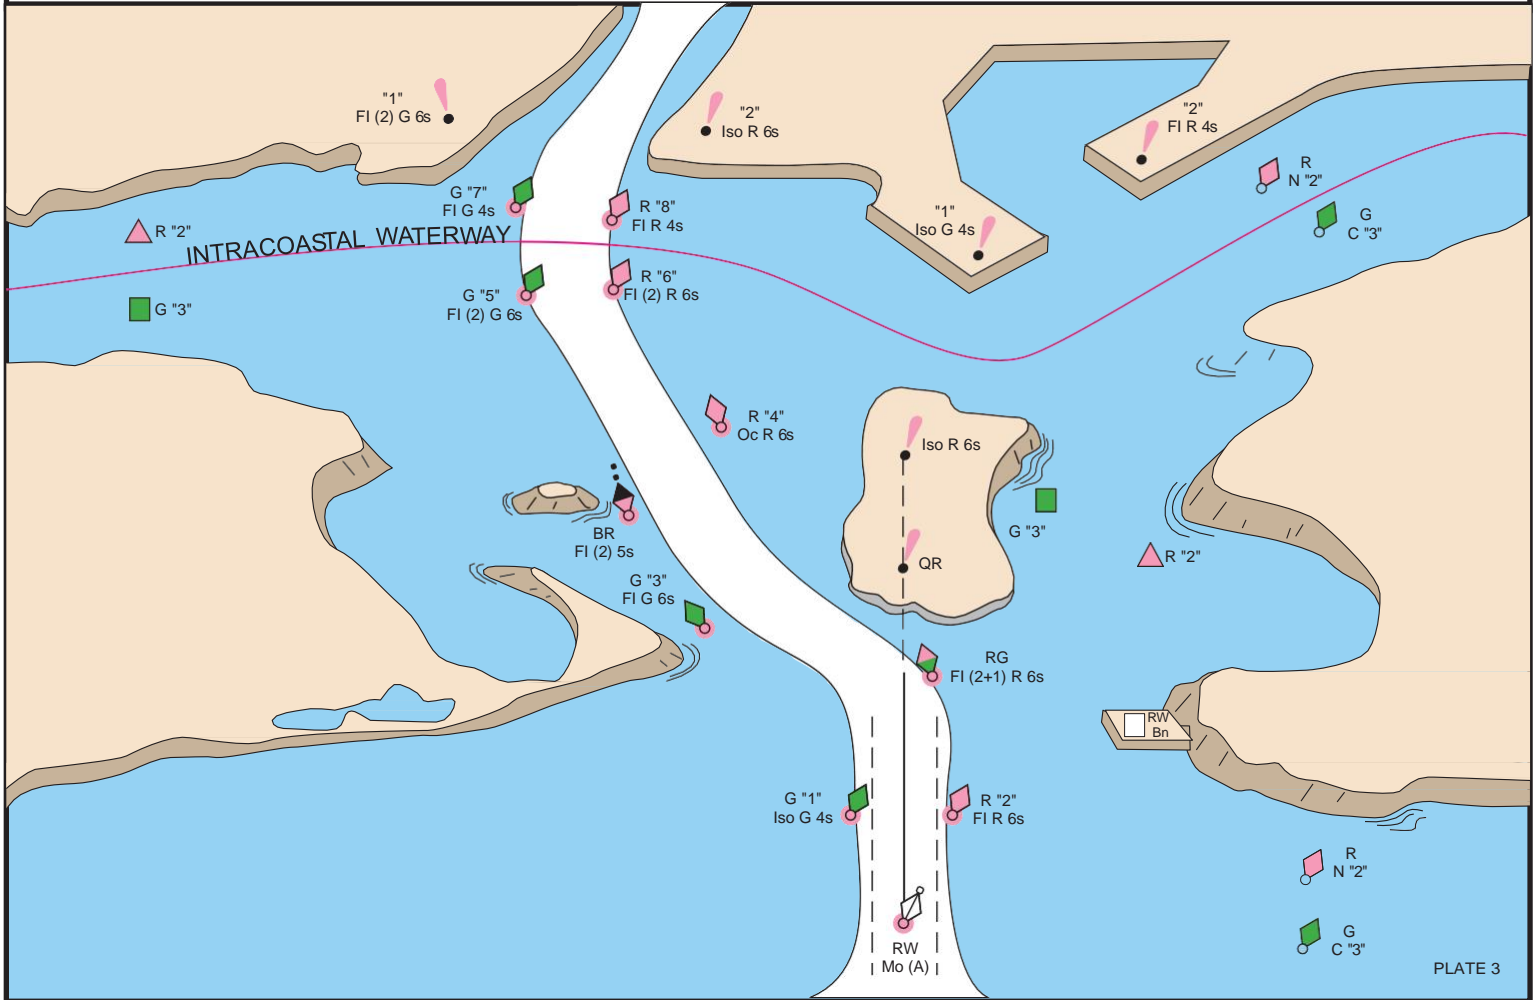 "1"
Fl (2) G 6s
"2"
Iso R 6s
"2"
Fl R 4s
R
N "2"
G "7"
Fl G 4s
R "8"
Fl R 4s
"1"
Iso G 4s
G
C "3"
R "2"
INTRACOASTAL WATERWAY
G "3"
G "5"
Fl (2) G 6s
R "6"
Fl (2) R 6s
R "4"
Oc R 6s
Iso R 6s
BR
Fl (2) 5s
G "3"
R "2"
QR
G "3"
Fl G 6s
RG
Fl (2+1) R 6s
RW
Bn
G "1"
Iso G 4s
R "2"
Fl R 6s
R
N "2"
RW
Mo (A)
G
C "3"
PLATE 3